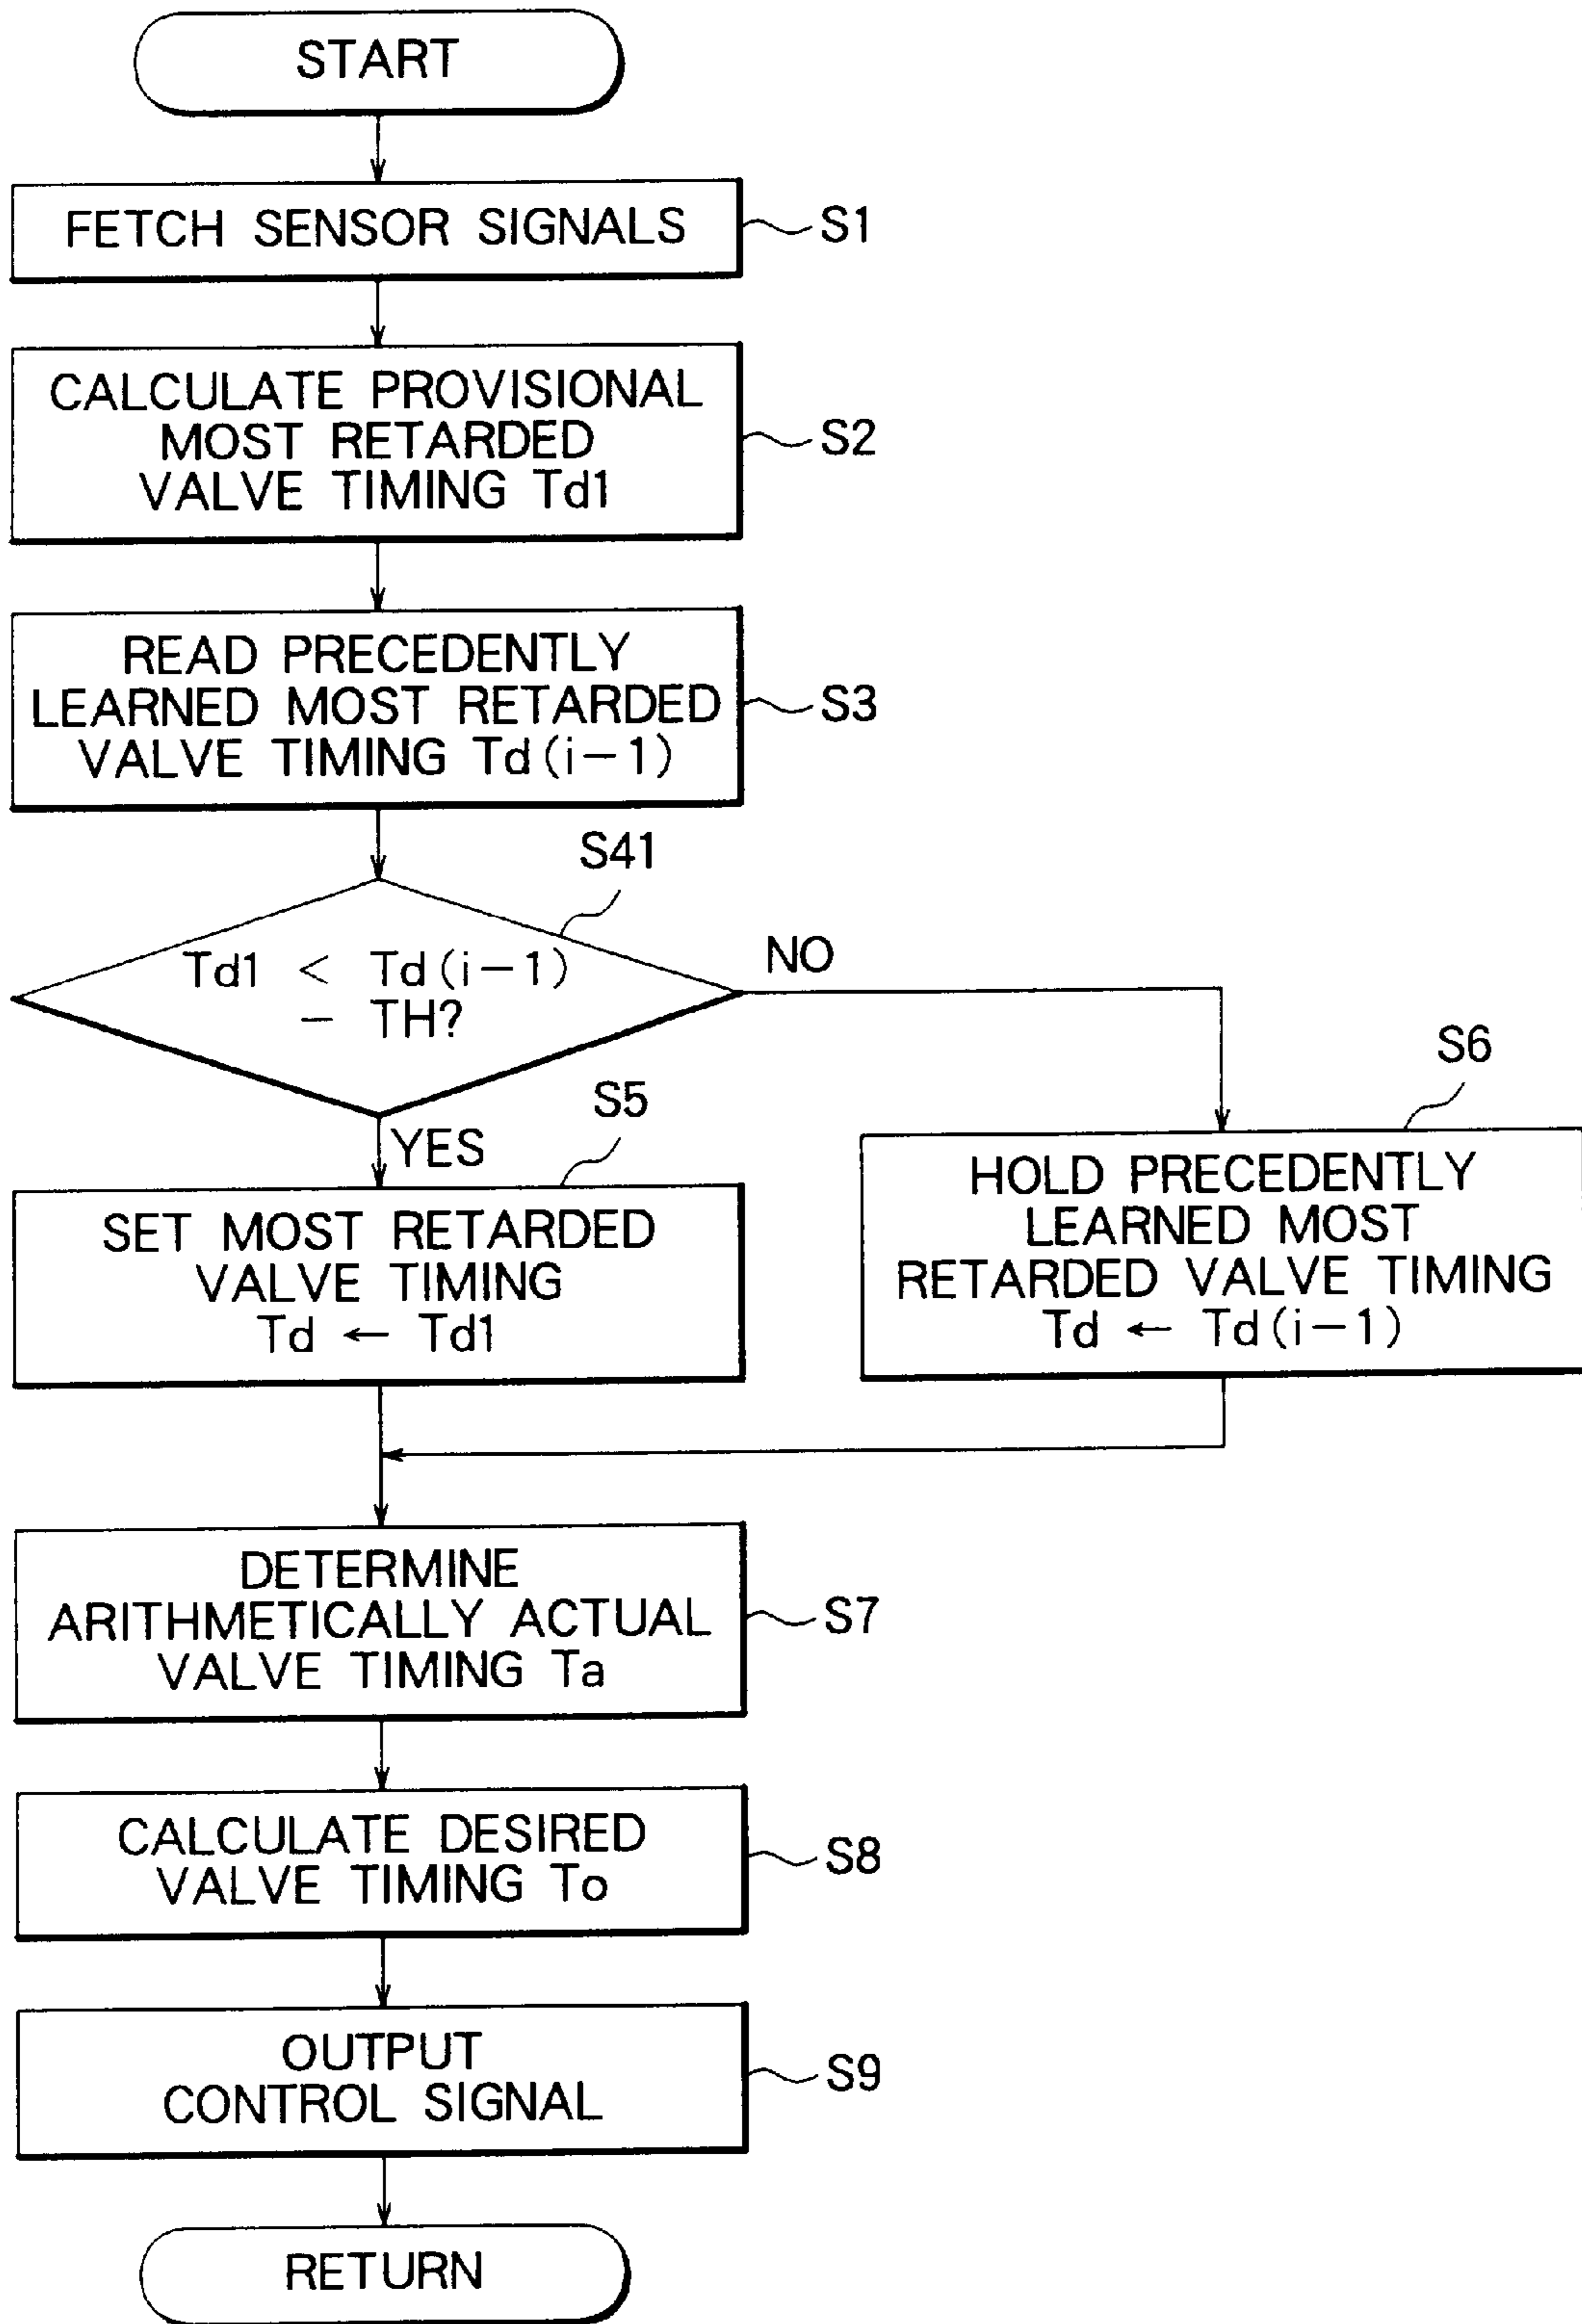 START
FETCH SENSOR SIGNALS
S1
CALCULATE PROVISIONAL
MOST RETARDED
VALVE TIMING Td1
S2
READ PRECEDENTLY
LEARNED MOST RETARDED
VALVE TIMING Td(i-1)
S3
S41
Td1 < Td(i-1)
- TH?
NO
YES
S5
SET MOST RETARDED
VALVE TIMING
Td ← Td1
S6
HOLD PRECEDENTLY
LEARNED MOST
RETARDED VALVE TIMING
Td ← Td(i-1)
DETERMINE
ARITHMETICALLY ACTUAL
VALVE TIMING Ta
S7
CALCULATE DESIRED
VALVE TIMING To
S8
OUTPUT
CONTROL SIGNAL
S9
RETURN